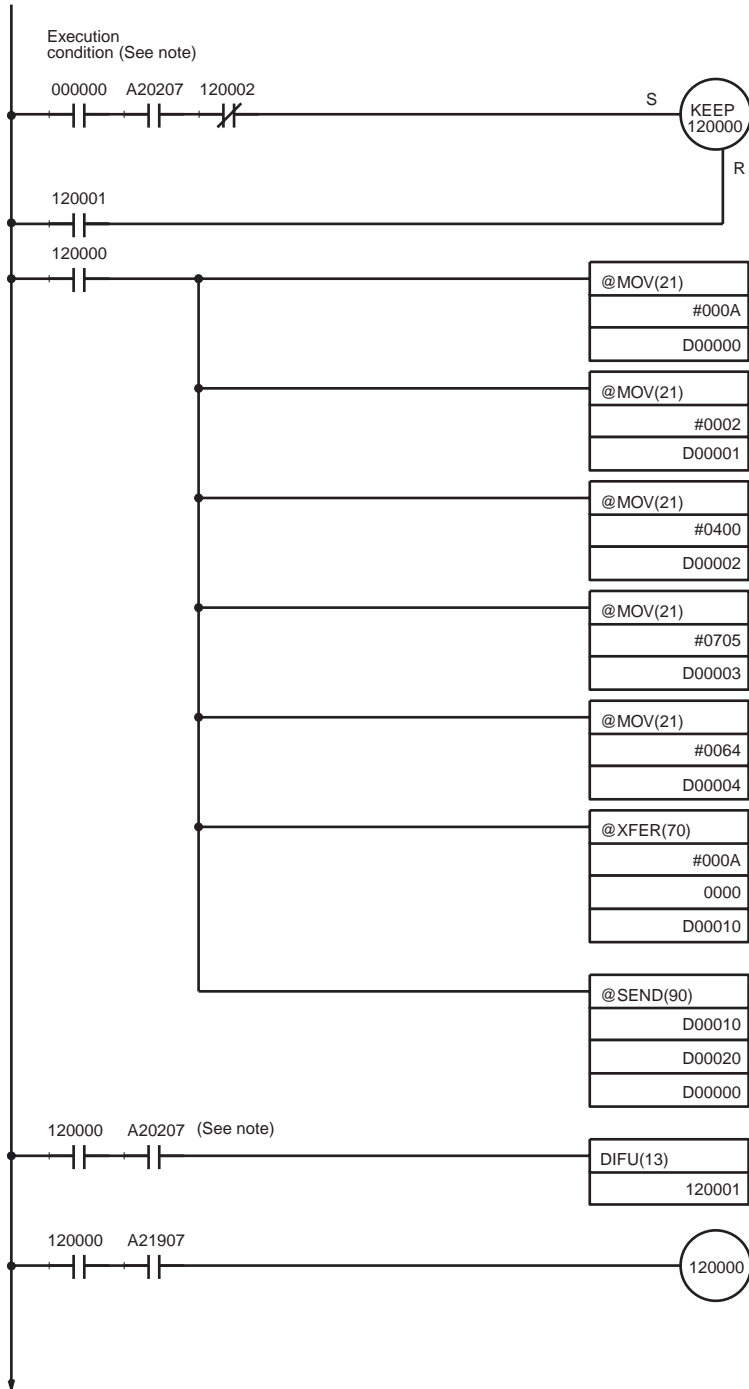 Execution
condition (See note)
000000 A20207 120002
S
KEEP
120000
R
120001
120000
@MOV(21)
#000A
D00000
@MOV(21)
#0002
D00001
@MOV(21)
#0400
D00002
@MOV(21)
#0705
D00003
@MOV(21)
#0064
D00004
@XFER(70)
#000A
0000
D00010
@SEND(90)
D00010
D00020
D00000
120000 A20207 (See note)
DIFU(13)
120001
120000 A21907
120000